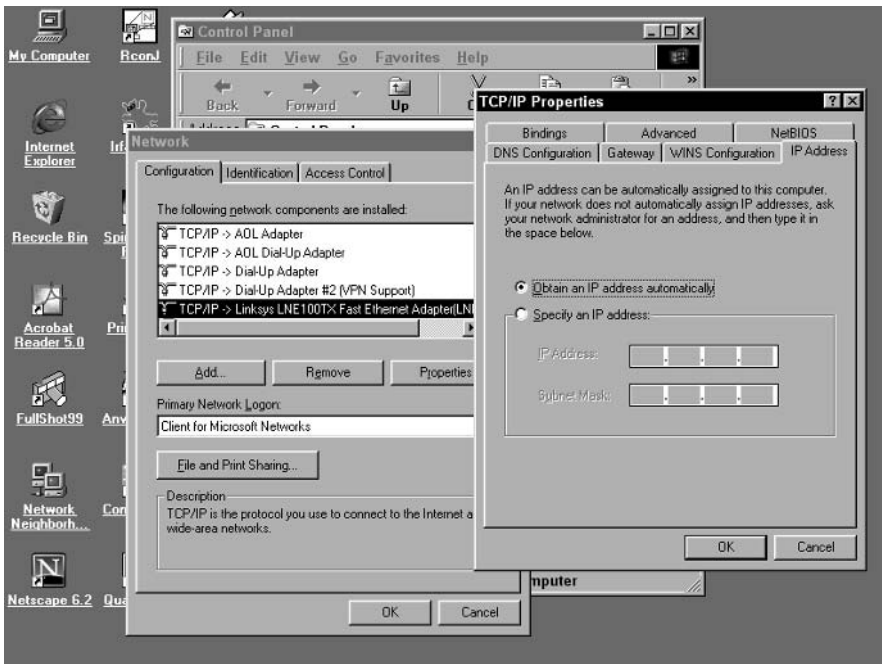 My Computer
RconJ
Internet
Explorer
Recycle Bin
Acrobat
Reader 5.0
FullShot99
Network
Neighborh...
Netscape 6.2
Control Panel
File Edit View Go Favorites Help
Back Forward Up
»
Network
Configuration Identification Access Control
The following network components are installed:
TCP/IP -> AOL Adapter
TCP/IP -> AOL Dial-Up Adapter
TCP/IP -> Dial-Up Adapter
TCP/IP -> Dial-Up Adapter #2 (VPN Support)
TCP/IP -> Linksys LNE100TX Fast Ethernet Adapter(LN
Add... Remove Properties
Primary Network Logon:
Client for Microsoft Networks
File and Print Sharing...
Description
TCP/IP is the protocol you use to connect to the Internet a
wide-area networks.
OK Cancel
TCP/IP Properties
Bindings Advanced NetBIOS
DNS Configuration Gateway WINS Configuration IP Address
An IP address can be automatically assigned to this computer.
If your network does not automatically assign IP addresses, ask
your network administrator for an address, and then type it in
the space below.
Obtain an IP address automatically
Specify an IP address:
IP Address:
Subnet Mask:
OK Cancel
mputer